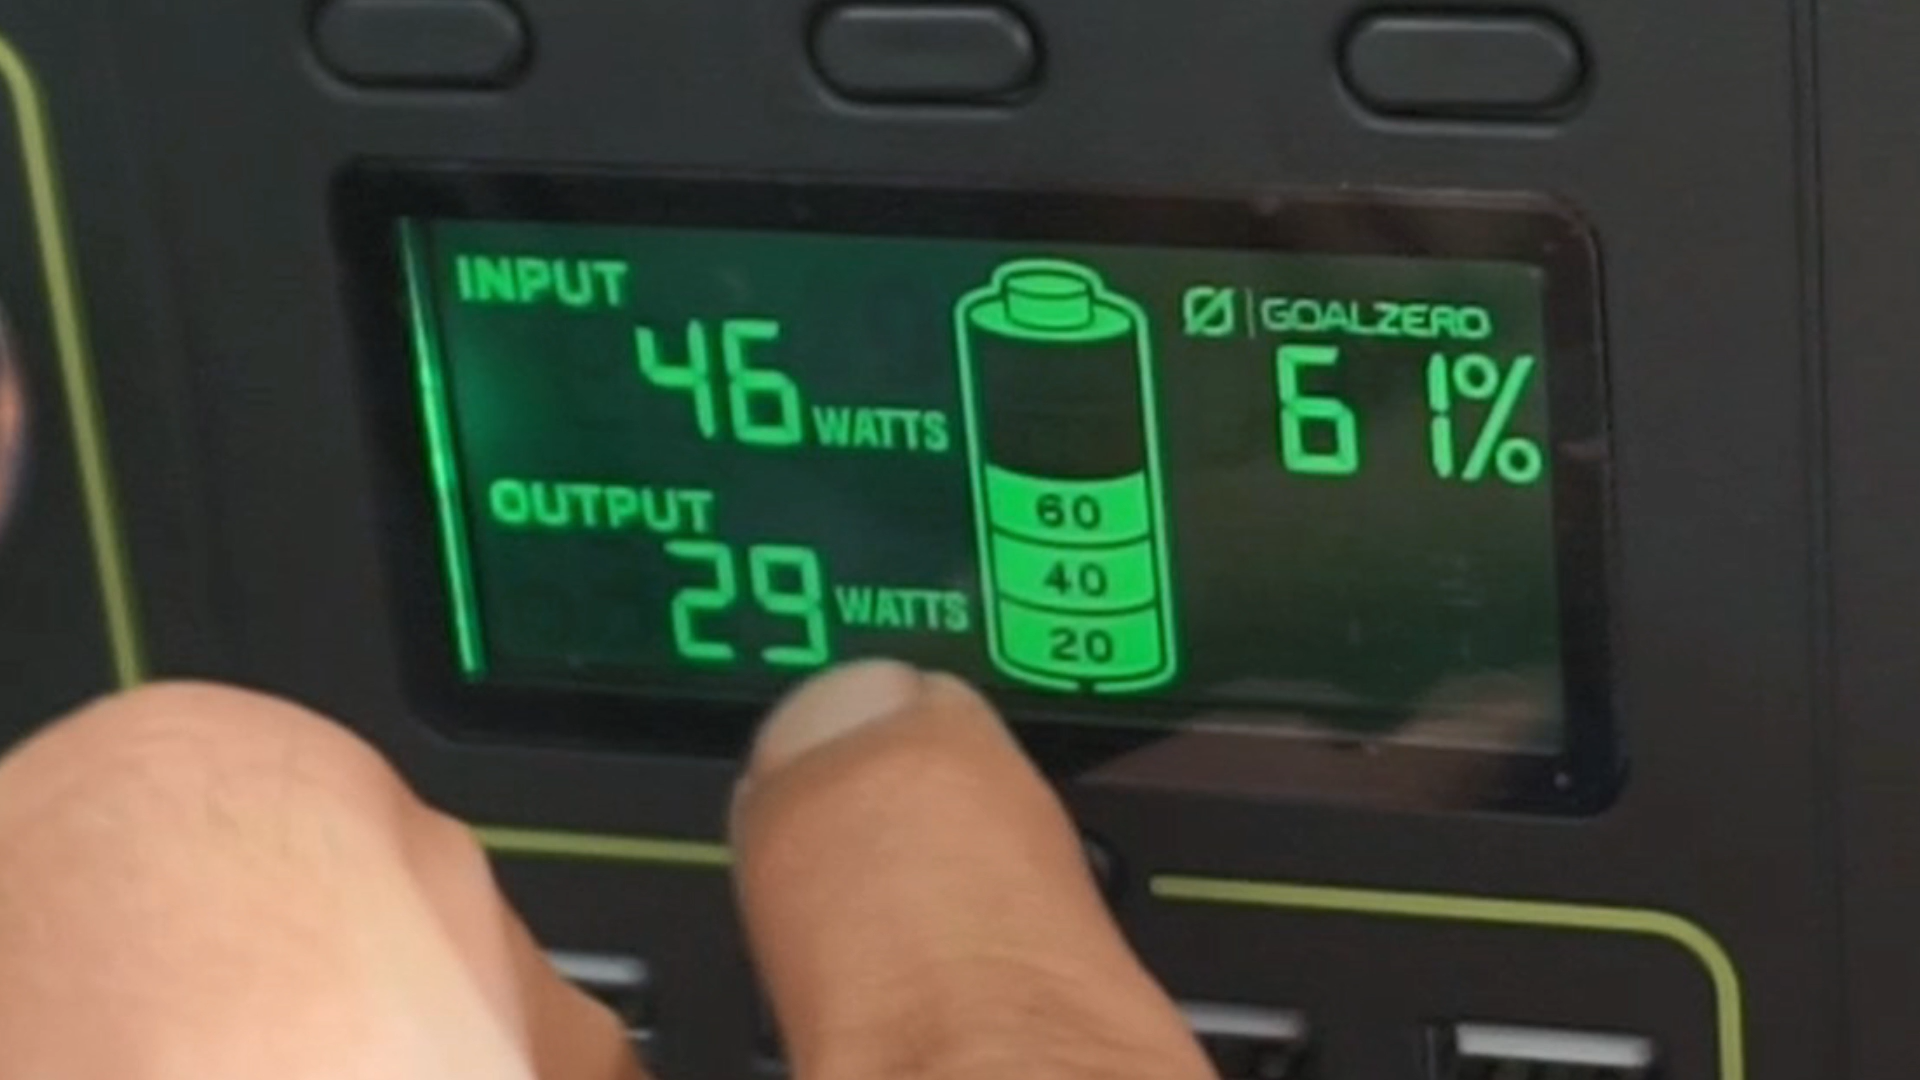 INPUT
46 WATTS
OUTPUT
29 WATTS
60
40
20
GOALZERO
61%